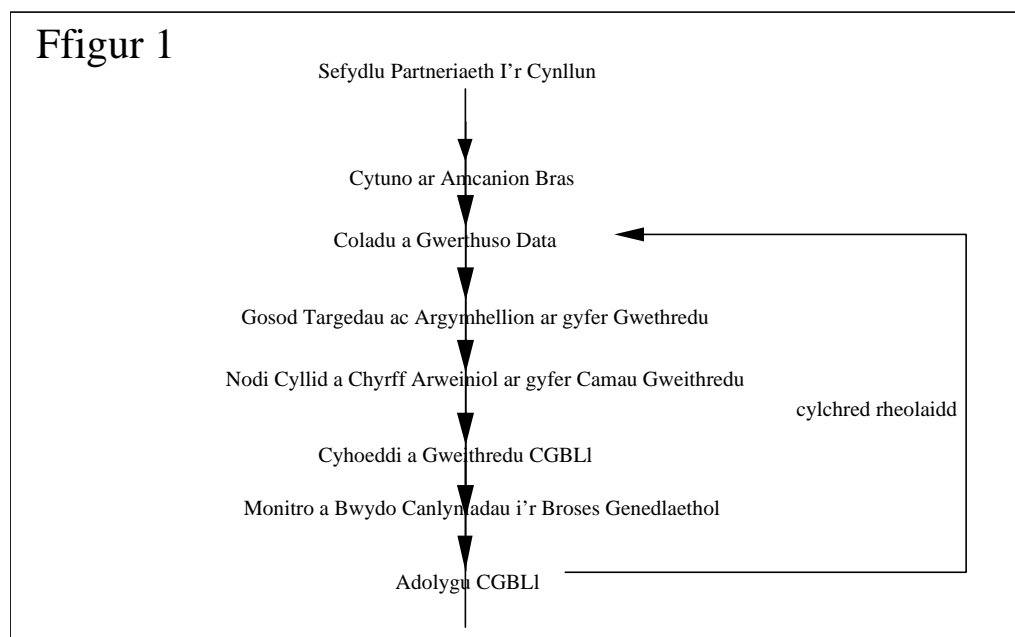 Ffigur 1
Sefydlu Partneriaeth I'r Cynllun
Cytuno ar Amcanion Bras
Coladu a Gwerthuso Data
Gosod Targedau ac Argymhellion ar gyfer Gwethredu
Nodi Cyllid a Chyrff Arweiniol ar gyfer Camau Gweithredu
cylchred rheolaidd
Cyhoeddi a Gweithredu CGBLl
Monitro a Bwydo Canlyniadau i'r Broses Genedlaethol
Adolygu CGBLl